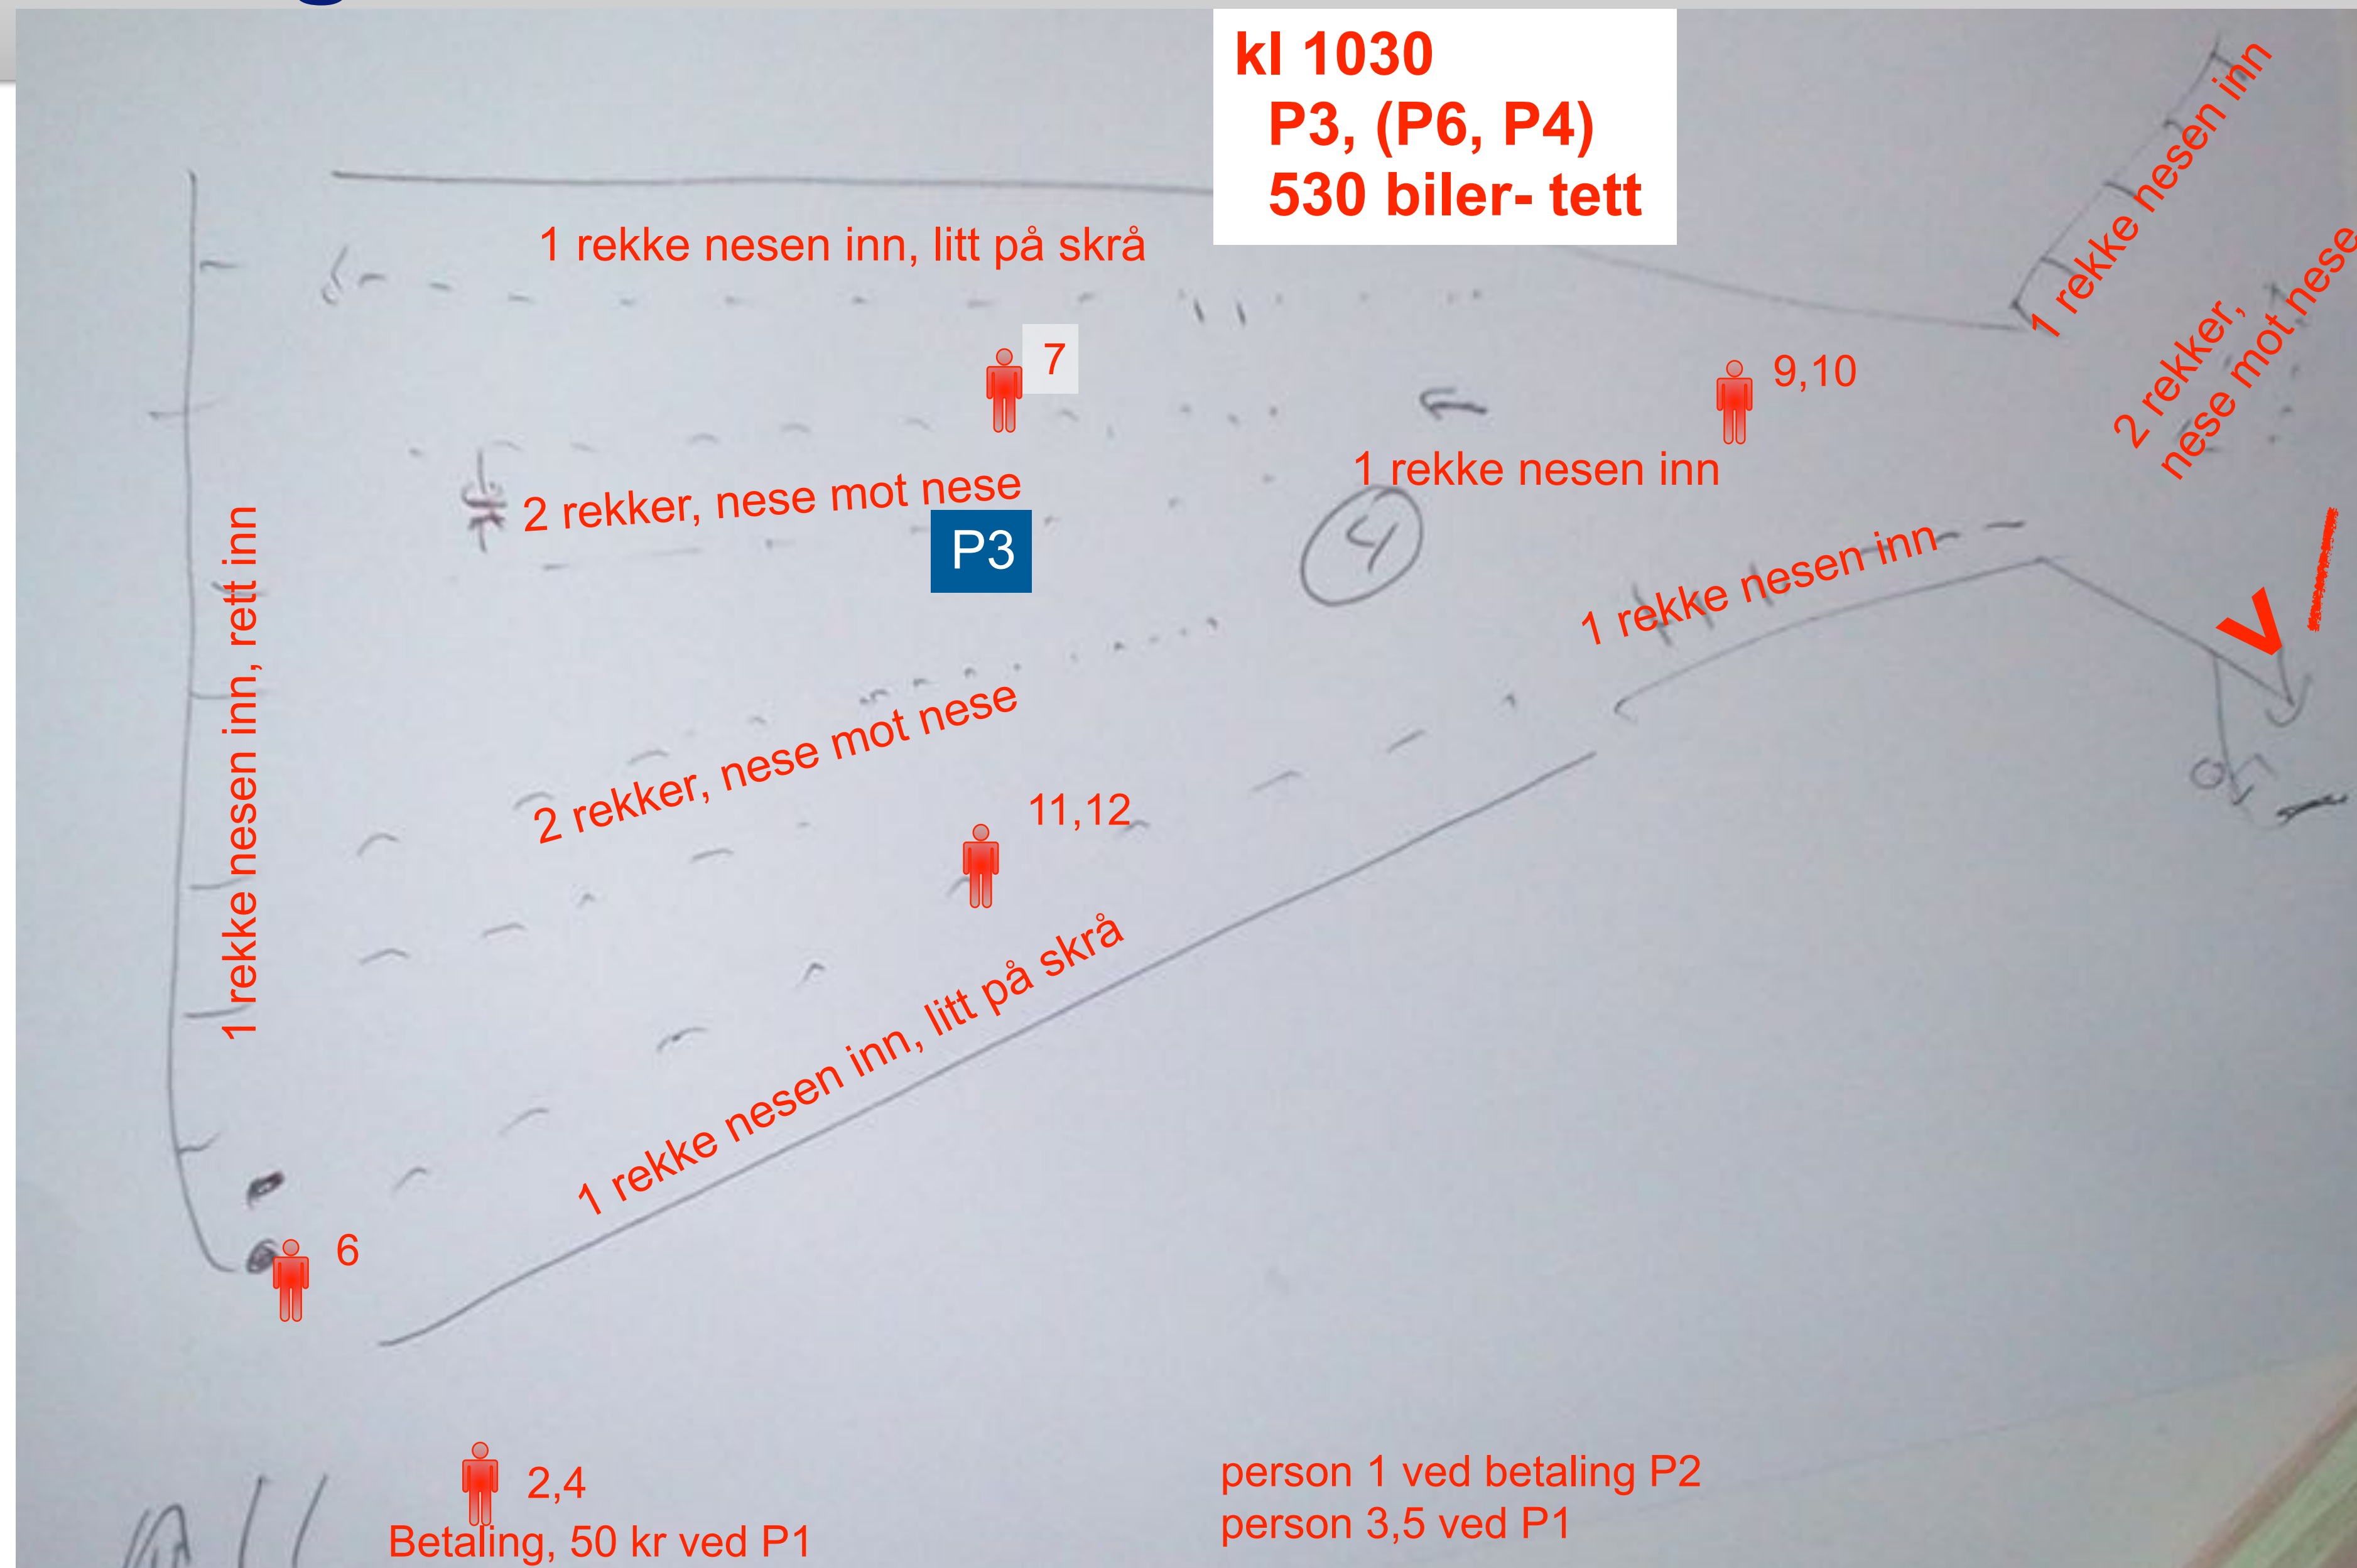 kl 1030
P3, (P6, P4)
530 biler- tett
1 rekke nesen inn, litt på skrå
1 rekke nesen inn
2 rekker,
nese mot nese
7
9,10
1 rekke nesen inn
2 rekker, nese mot nese
P3
4
1 rekke nesen inn
1 rekke nesen inn, rett inn
V
2 rekker, nese mot nese
11,12
1 rekke nesen inn, litt på skrå
6
2,4
Betaling, 50 kr ved P1
person 1 ved betaling P2
person 3,5 ved P1